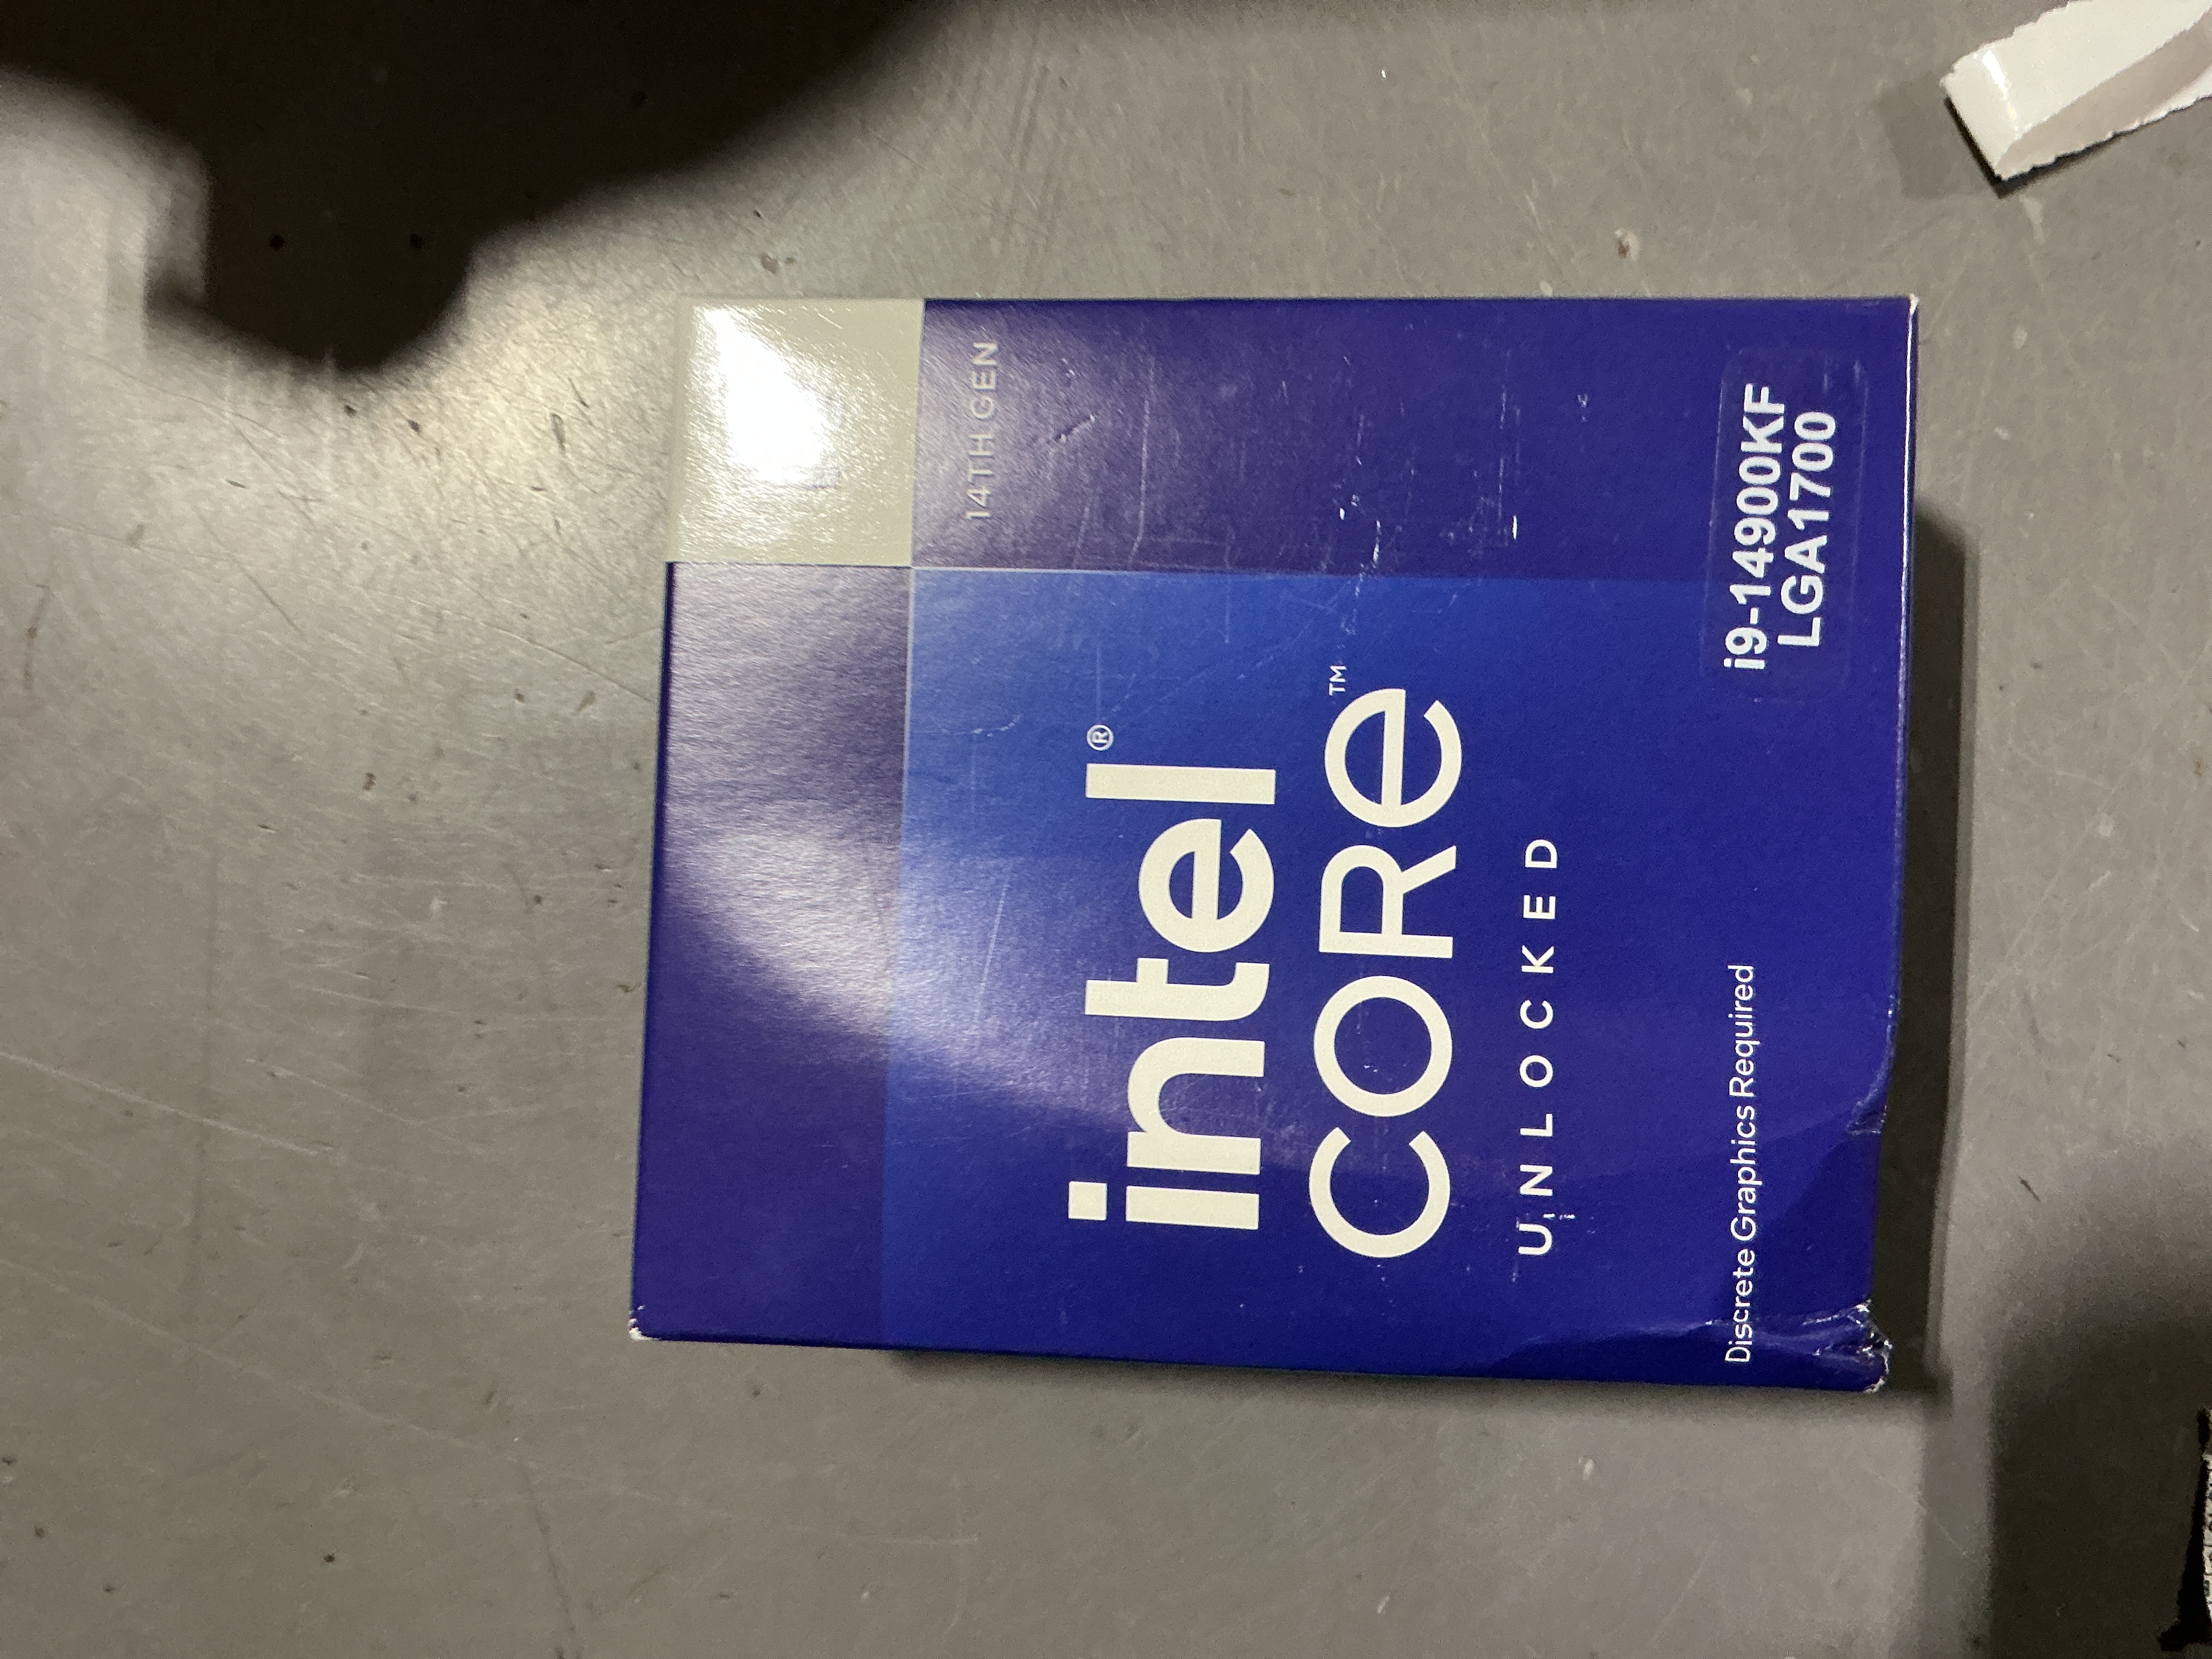 14TH GEN
intel®
CORe™
UNLOCKED
Discrete Graphics Required
i9-14900KF
LGA1700